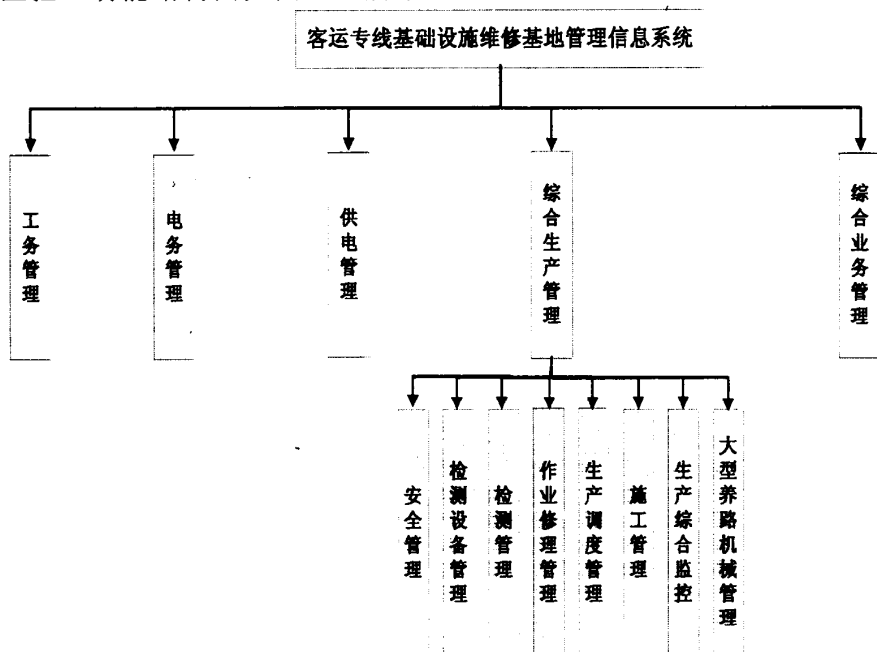 客运专线基础设施维修基地管理信息系统
工务管理
电务管理
供电管理
综合生产管理
综合业务管理
安全管理
检测设备管理
检测管理
作业修理管理
生产调度管理
施工管理
生产综合监控
大型养路机械管理